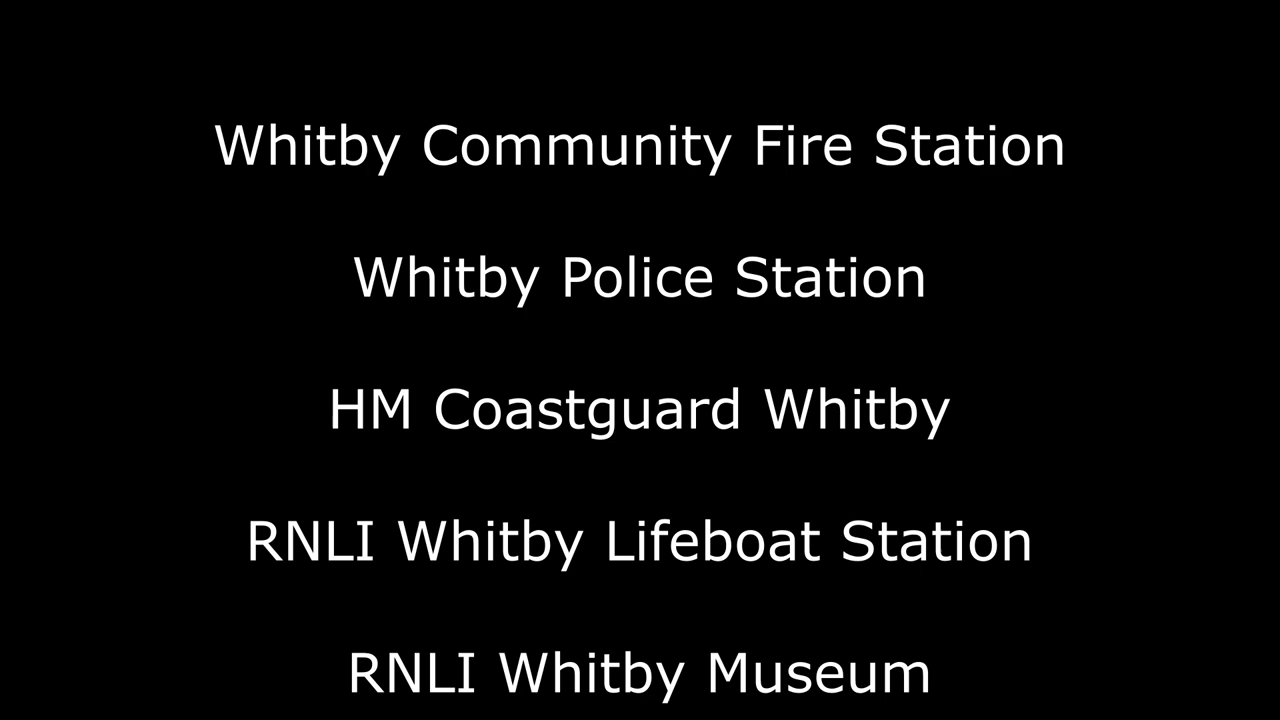 Whitby Community Fire Station
Whitby Police Station
HM Coastguard Whitby
RNLI Whitby Lifeboat Station
RNLI Whitby Museum